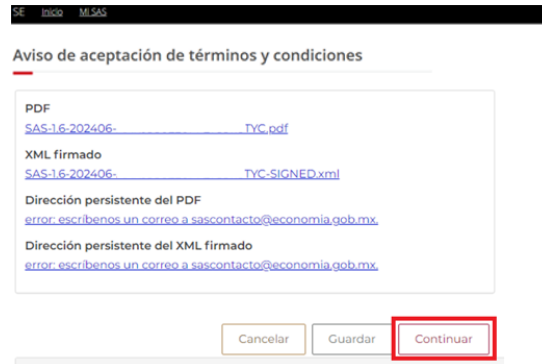 SE Inicio Mi SAS
Aviso de aceptación de términos y condiciones
PDF
SAS-1.6-202406- TYC.pdf
XML firmado
SAS-1.6-202406- TYC-SIGNED.xml
Dirección persistente del PDF
error: escríbenos un correo a sascontacto@economia.gob.mx.
Dirección persistente del XML firmado
error: escríbenos un correo a sascontacto@economia.gob.mx.
Cancelar Guardar Continuar